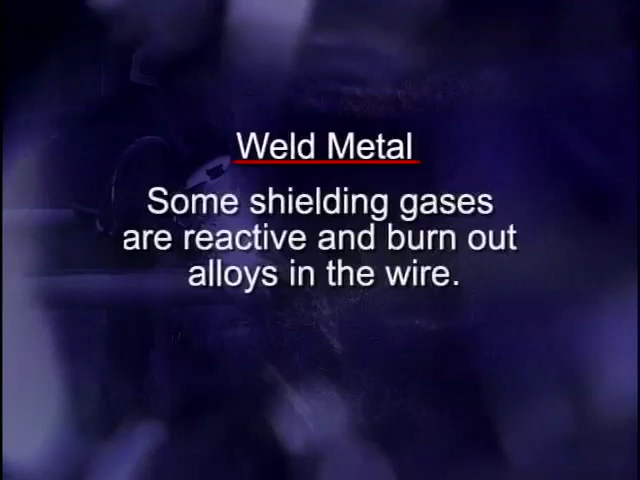 Weld Metal
Some shielding gases
are reactive and burn out
alloys in the wire.